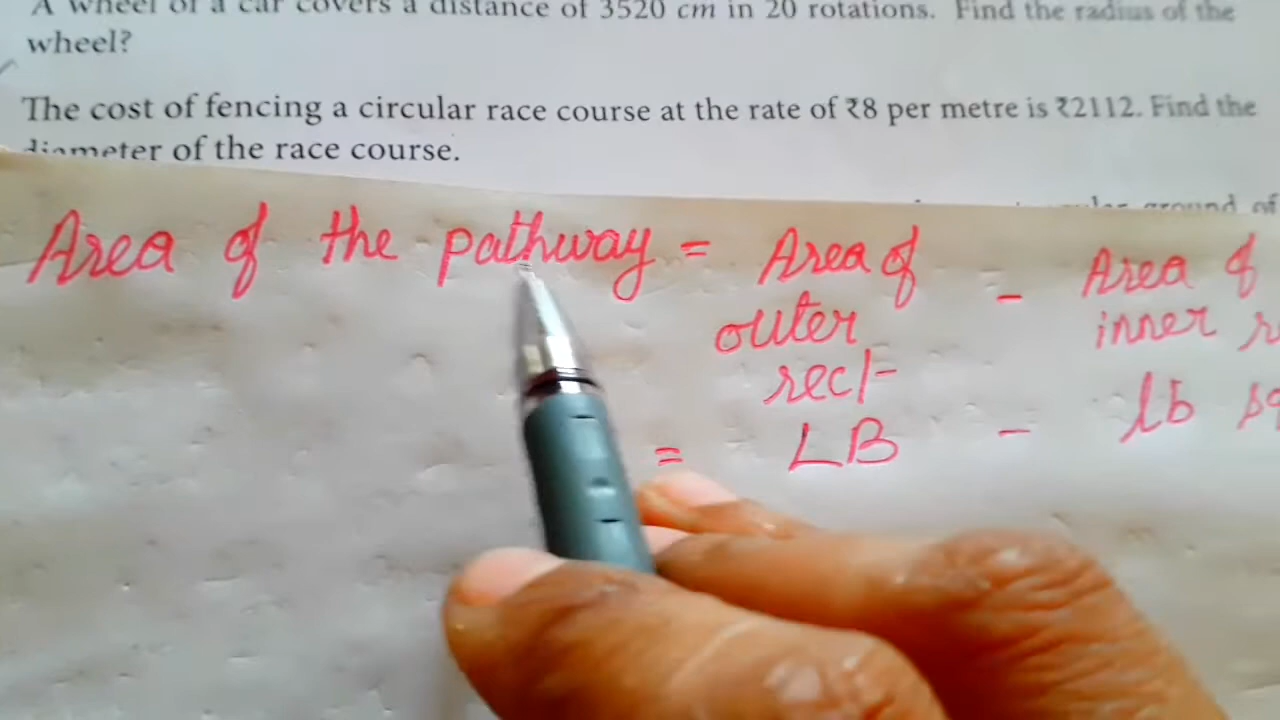 A wheel of a car covers a distance of 3520 cm in 20 rotations. Find the radius of the
wheel?
The cost of fencing a circular race course at the rate of ₹8 per metre is ₹2112. Find the
diameter of the race course.
ground of
Area of the pathway = Area of - Area of
outer inner
rect
= LB - lb